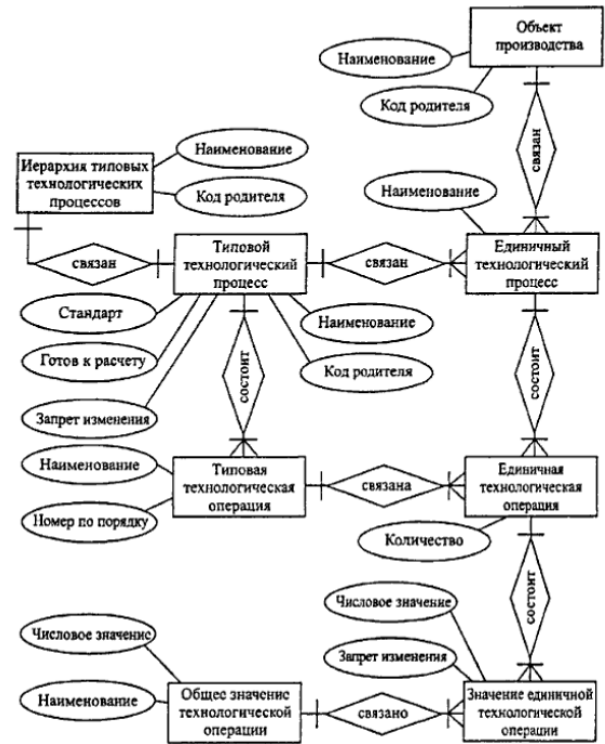 Объект
производства
Наименование
Код родителя
связан
Наименование
Иерархия типовых
технологических
процессов
Код родителя
Наименование
связан
Типовой
технологический
процесс
связан
Единичный
технологический
процесс
Стандарт
Наименование
Готов к расчету
Код родителя
состоит
состоит
Запрет изменения
Наименование
Типовая
технологическая
операция
связана
Единичная
технологическая
операция
Номер по порядку
Количество
состоит
Числовое значение
Числовое значение
Запрет изменения
Наименование
Общее значение
технологической
операции
связано
Значение единичной
технологической
операции